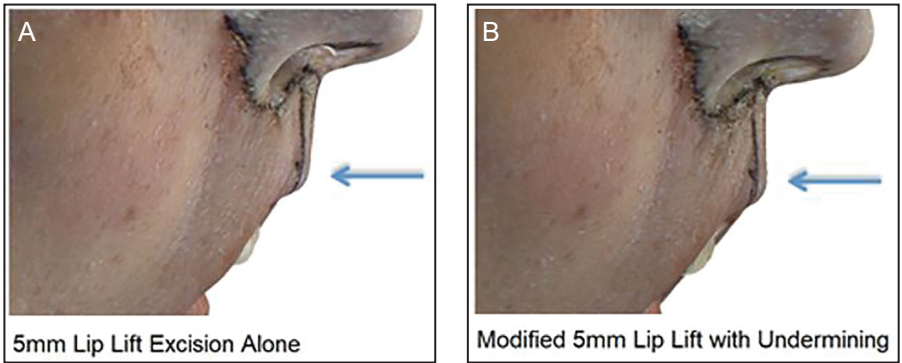 A
B
5mm Lip Lift Excision Alone
Modified 5mm Lip Lift with Undermining